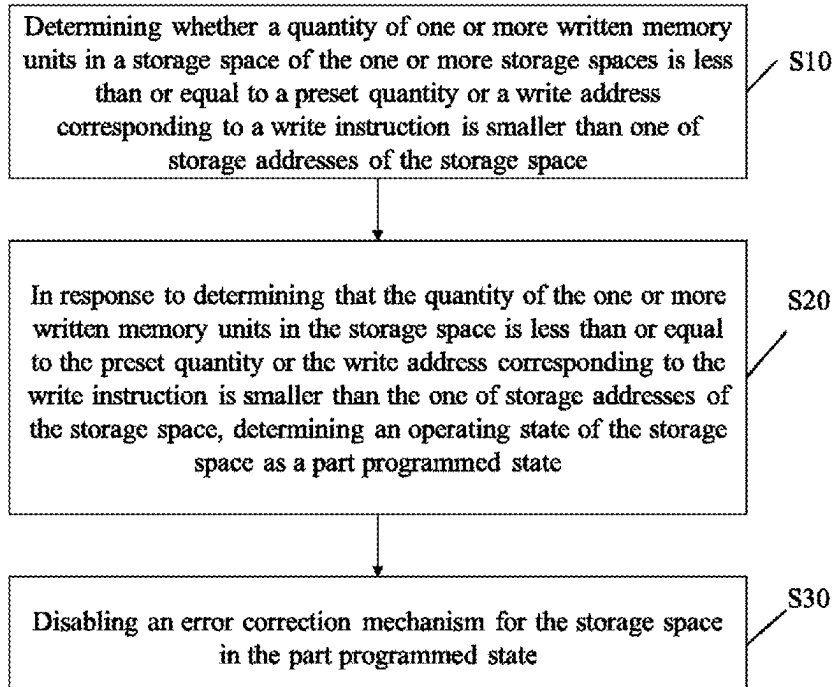 Determining whether a quantity of one or more written memory
units in a storage space of the one or more storage spaces is less
than or equal to a preset quantity or a write address
corresponding to a write instruction is smaller than one of
storage addresses of the storage space
S10
In response to determining that the quantity of the one or more
written memory units in the storage space is less than or equal
to the preset quantity or the write address corresponding to the
write instruction is smaller than the one of storage addresses of
the storage space, determining an operating state of the storage
space as a part programmed state
S20
Disabling an error correction mechanism for the storage space
in the part programmed state
S30